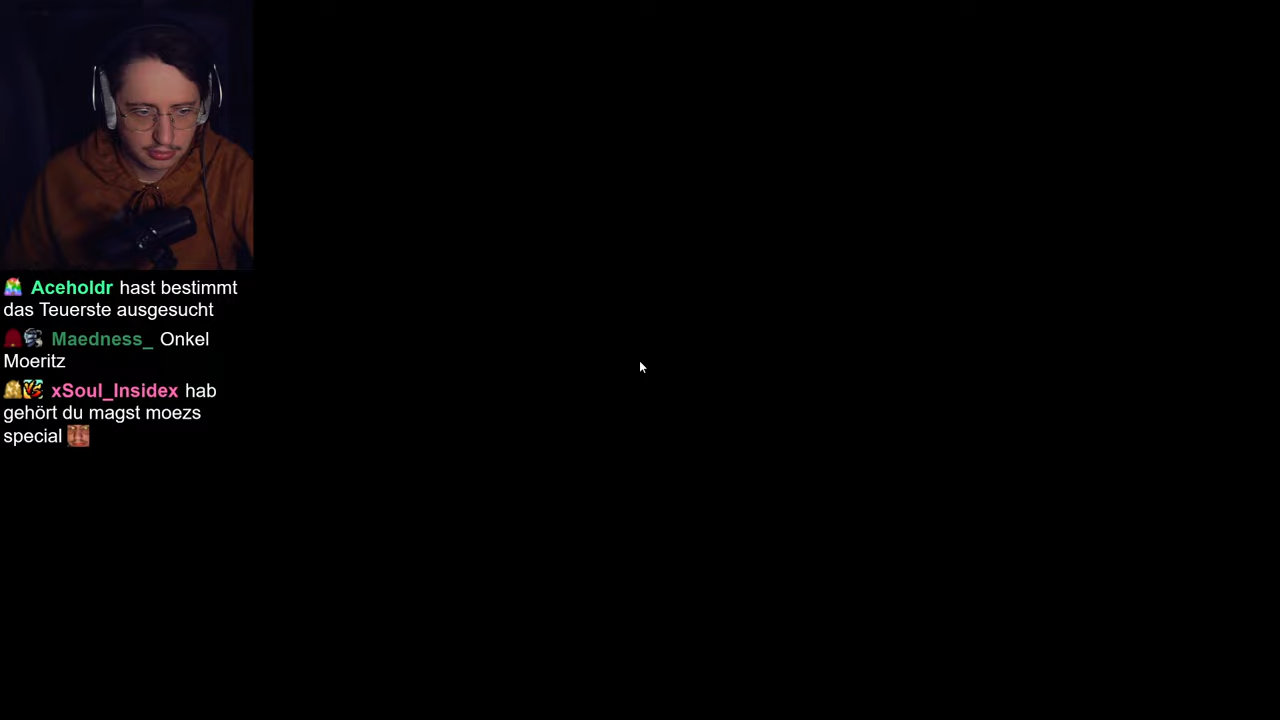 Aceholdr hast bestimmt
das Teuerste ausgesucht
Maedness_ Onkel
Moeritz
xSoul_Insidex hab
gehört du magst moezs
special